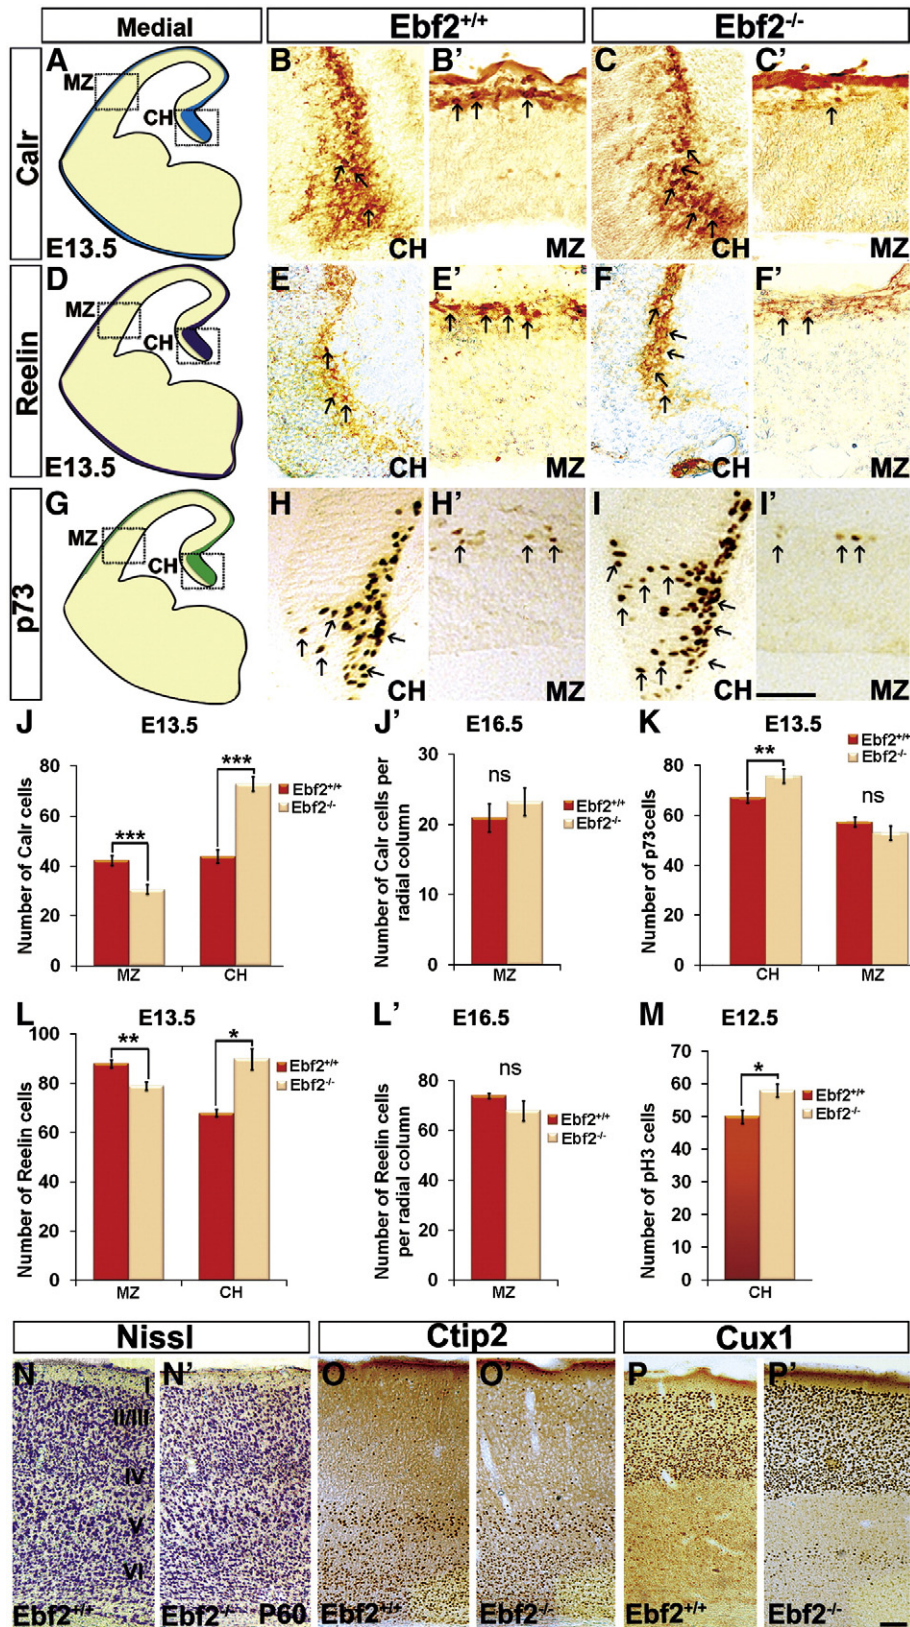 Medial Ebf2+/+ Ebf2-/-
Calr
A MZ CH E13.5
B CH
B' MZ
C CH
C' MZ
Reelin
D MZ CH E13.5
E CH
E' MZ
F CH
F' MZ
p73
G MZ CH
H CH
H' MZ
I CH
I' MZ
J E13.5
Number of Calr cells
80
60
40
20
0
*** ***
MZ CH
Ebf2+/+
Ebf2-/-
J' E16.5
Number of Calr cells per
radial column
30
20
10
0
ns
MZ
Ebf2+/+
Ebf2-/-
K E13.5
Number of p73cells
80
60
40
20
0
** ns
CH MZ
Ebf2+/+
Ebf2-/-
L E13.5
Number of Reelin cells
100
80
60
40
20
0
** *
MZ CH
Ebf2+/+
Ebf2-/-
L' E16.5
Number of Reelin cells
per radial column
80
60
40
20
0
ns
MZ
Ebf2+/+
Ebf2-/-
M E12.5
Number of pH3 cells
70
60
50
40
30
20
10
0
*
CH
Ebf2+/+
Ebf2-/-
Nissl Ctip2 Cux1
N N' O O' P P'
I
II/III
IV
V
VI
Ebf2+/+ Ebf2-/- P60 Ebf2+/+ Ebf2-/- Ebf2+/+ Ebf2-/-